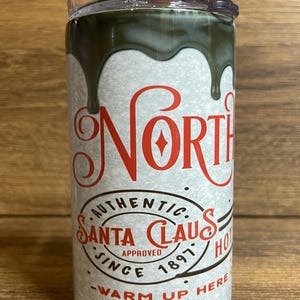 NORTH
AUTHENTIC
SANTA CLAUS
APPROVED
SINCE 1897
HO
WARM UP HERE